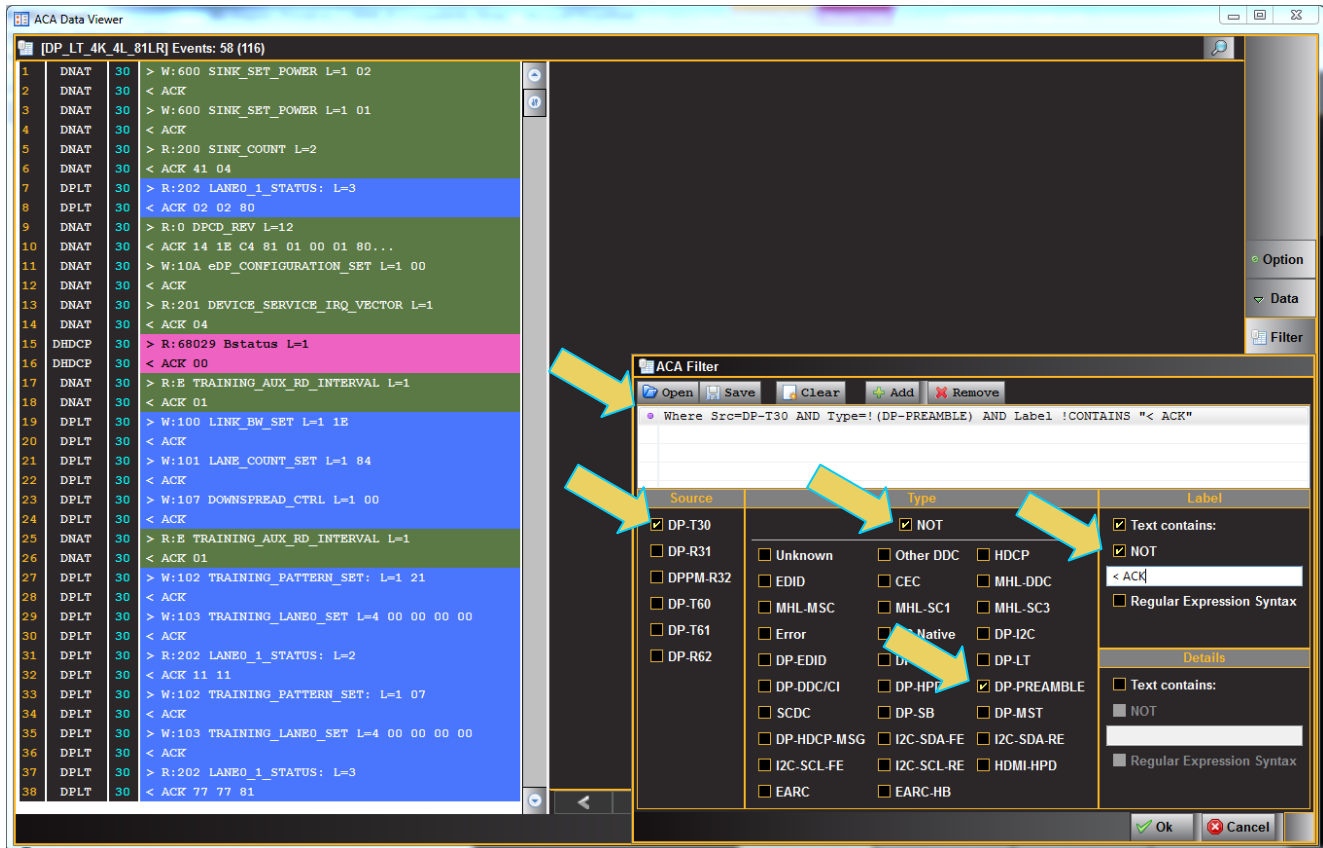 ACA Data Viewer
[DP_LT_4K_4L_81LR] Events: 58 (116)
1 DNAT 30 > W:600 SINK_SET_POWER L=1 02
2 DNAT 30 < ACK
3 DNAT 30 > W:600 SINK_SET_POWER L=1 01
4 DNAT 30 < ACK
5 DNAT 30 > R:200 SINK_COUNT L=2
6 DNAT 30 < ACK 41 04
7 DPLT 30 > R:202 LANE0_1_STATUS: L=3
8 DPLT 30 < ACK 02 02 80
9 DNAT 30 > R:0 DPCD_REV L=12
10 DNAT 30 < ACK 14 1E C4 81 01 00 01 80...
11 DNAT 30 > W:10A eDP_CONFIGURATION_SET L=1 00
12 DNAT 30 < ACK
13 DNAT 30 > R:201 DEVICE_SERVICE_IRQ_VECTOR L=1
14 DNAT 30 < ACK 04
15 DHDCP 30 > R:68029 Bstatus L=1
16 DHDCP 30 < ACK 00
17 DNAT 30 > R:E TRAINING_AUX_RD_INTERVAL L=1
18 DNAT 30 < ACK 01
19 DPLT 30 > W:100 LINK_BW_SET L=1 1E
20 DPLT 30 < ACK
21 DPLT 30 > W:101 LANE_COUNT_SET L=1 84
22 DPLT 30 < ACK
23 DPLT 30 > W:107 DOWNSPREAD_CTRL L=1 00
24 DPLT 30 < ACK
25 DNAT 30 > R:E TRAINING_AUX_RD_INTERVAL L=1
26 DNAT 30 < ACK 01
27 DPLT 30 > W:102 TRAINING_PATTERN_SET: L=1 21
28 DPLT 30 < ACK
29 DPLT 30 > W:103 TRAINING_LANE0_SET L=4 00 00 00 00
30 DPLT 30 < ACK
31 DPLT 30 > R:202 LANE0_1_STATUS: L=2
32 DPLT 30 < ACK 11 11
33 DPLT 30 > W:102 TRAINING_PATTERN_SET: L=1 07
34 DPLT 30 < ACK
35 DPLT 30 > W:103 TRAINING_LANE0_SET L=4 00 00 00 00
36 DPLT 30 < ACK
37 DPLT 30 > R:202 LANE0_1_STATUS: L=3
38 DPLT 30 < ACK 77 77 81
Option
Data
Filter
ACA Filter
Open Save Clear Add Remove
Where Src=DP-T30 AND Type=!(DP-PREAMBLE) AND Label !CONTAINS "< ACK"
Source Type Label
DP-T30 NOT Text contains:
DP-R31 Unknown Other DDC HDCP NOT
DPPM-R32 EDID CEC MHL-DDC < ACK
DP-T60 MHL-MSC MHL-SC1 MHL-SC3 Regular Expression Syntax
DP-T61 Error Native DP-I2C
DP-R62 DP-EDID DP-LT Details
DP-DDC/CI DP-HPD DP-PREAMBLE Text contains:
SCDC DP-SB DP-MST NOT
DP-HDCP-MSG I2C-SDA-FE I2C-SDA-RE
I2C-SCL-FE I2C-SCL-RE HDMI-HPD Regular Expression Syntax
EARC EARC-HB
Ok Cancel